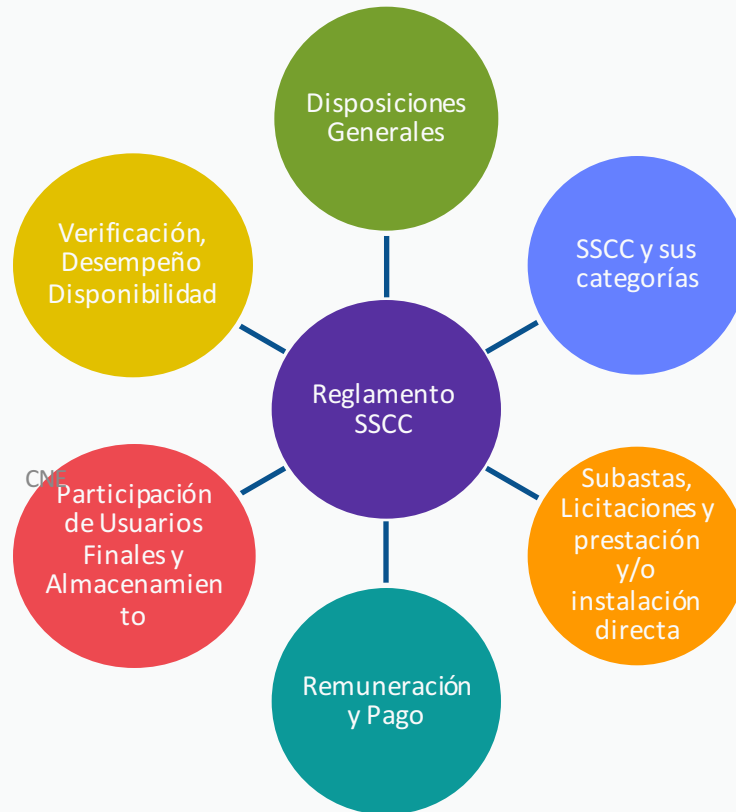 Disposiciones
Generales
SSCC y sus
categorías
Subastas,
Licitaciones y
prestación
y/o
instalación
directa
Remuneración
y Pago
CNE
Participación
de Usuarios
Finales y
Almacenamien
to
Verificación,
Desempeño
Disponibilidad
Reglamento
SSCC